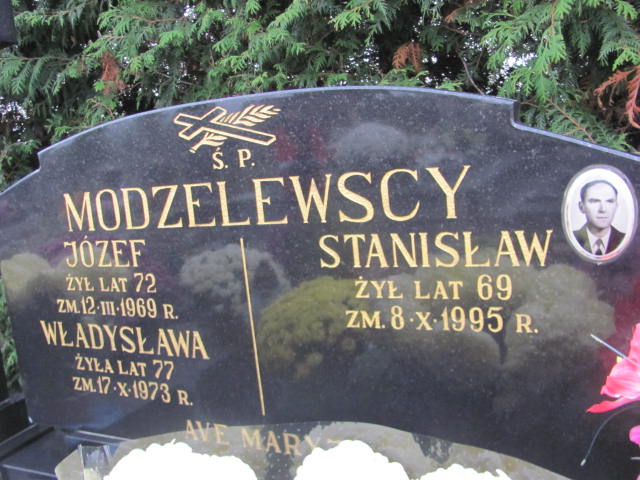 Ś. P.
MODZELEWSCY
JÓZEF
ŻYŁ LAT 72
ZM. 12·III·1969 R.
WŁADYSŁAWA
ŻYŁA LAT 77
ZM. 17·X·1973 R.
STANISŁAW
ŻYŁ LAT 69
ZM. 8·X·1995 R.
AVE MARY